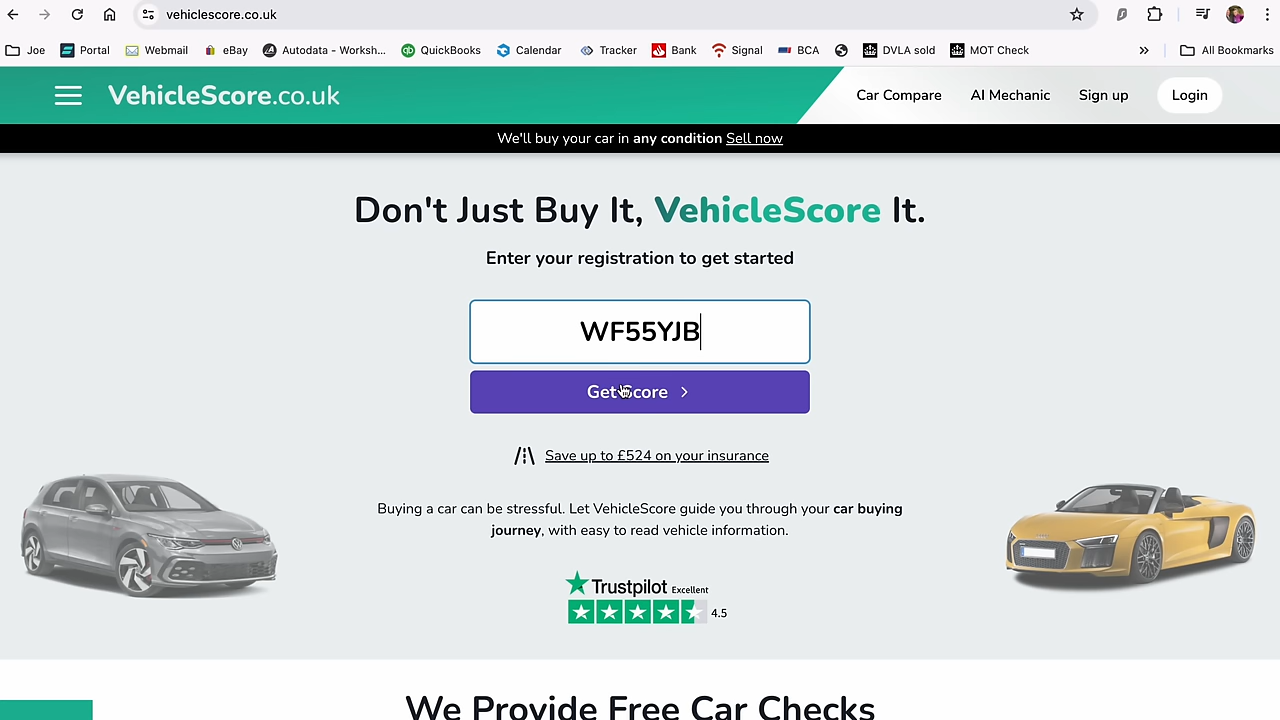 vehiclescore.co.uk
Joe Portal Webmail eBay Autodata - Worksh... QuickBooks Calendar Tracker Bank Signal BCA DVLA sold MOT Check » All Bookmarks
VehicleScore.co.uk Car Compare AI Mechanic Sign up Login
We'll buy your car in any condition Sell now
Don't Just Buy It, VehicleScore It.
Enter your registration to get started
WF55YJB
Get Score
Save up to £524 on your insurance
Buying a car can be stressful. Let VehicleScore guide you through your car buying
journey, with easy to read vehicle information.
Trustpilot Excellent
4.5
We Provide Free Car Checks